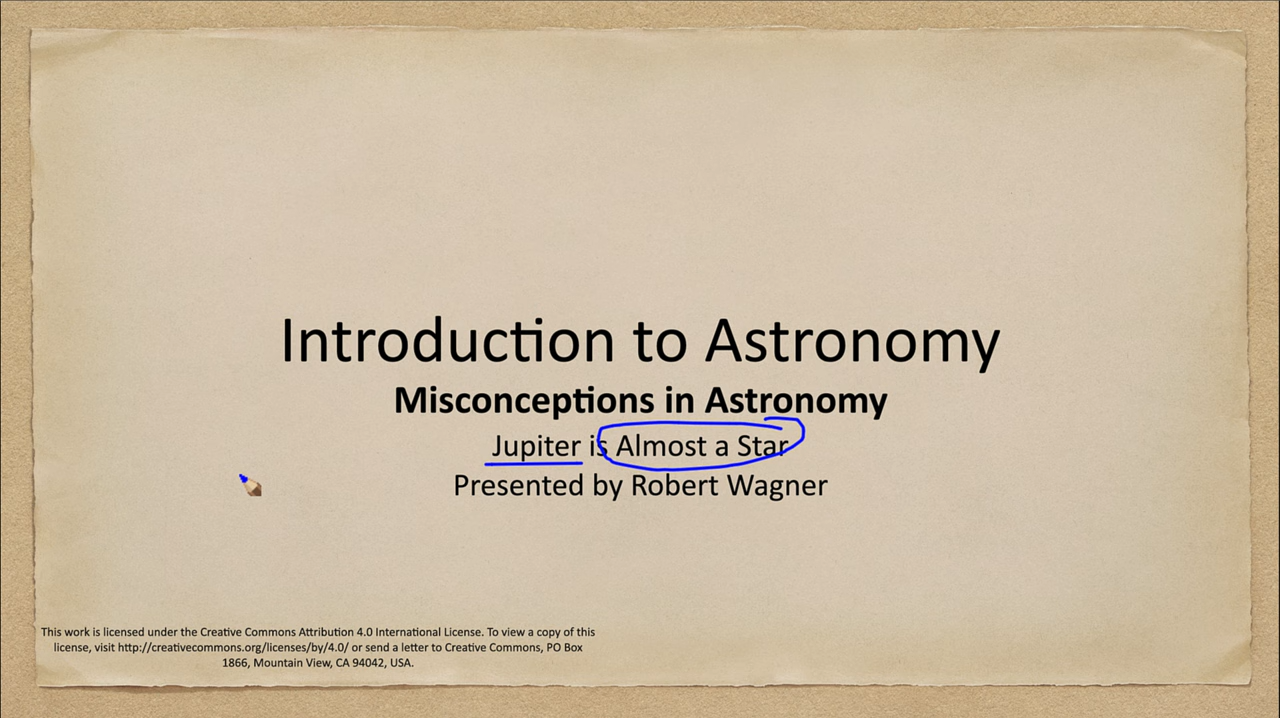 Introduction to Astronomy
Misconceptions in Astronomy
Jupiter is Almost a Star
Presented by Robert Wagner
This work is licensed under the Creative Commons Attribution 4.0 International License. To view a copy of this
license, visit http://creativecommons.org/licenses/by/4.0/ or send a letter to Creative Commons, PO Box
1866, Mountain View, CA 94042, USA.